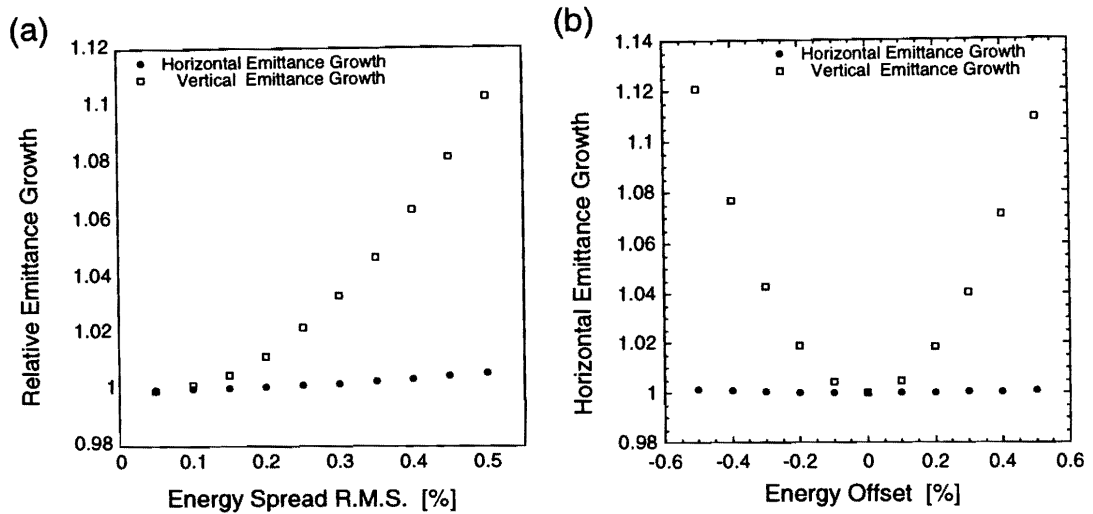 (a)
1.12
1.1
1.08
1.06
1.04
1.02
1
0.98
Relative Emittance Growth
Horizontal Emittance Growth
Vertical Emittance Growth
0 0.1 0.2 0.3 0.4 0.5
Energy Spread R.M.S. [%]
(b)
1.14
1.12
1.1
1.08
1.06
1.04
1.02
1
0.98
Horizontal Emittance Growth
Horizontal Emittance Growth
Vertical Emittance Growth
-0.6 -0.4 -0.2 0 0.2 0.4 0.6
Energy Offset [%]